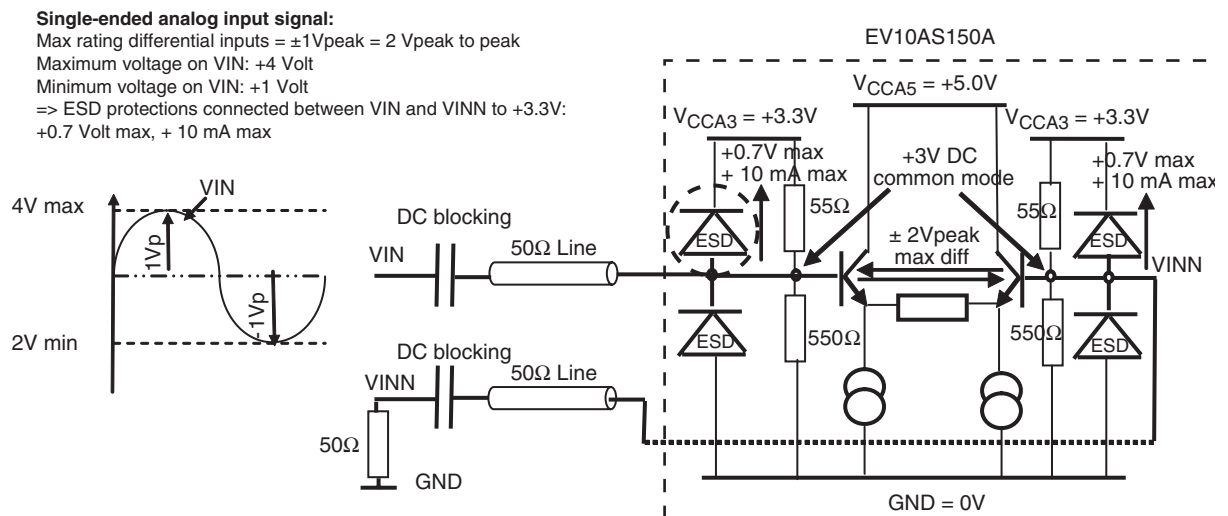 Single-ended analog input signal:
Max rating differential inputs = ±1Vpeak = 2 Vpeak to peak
Maximum voltage on VIN: +4 Volt
Minimum voltage on VIN: +1 Volt
=> ESD protections connected between VIN and VINN to +3.3V:
+0.7 Volt max, + 10 mA max
EV10AS150A
VCCA5 = +5.0V
VCCA3 = +3.3V
VCCA3 = +3.3V
+0.7V max
+ 10 mA max
+3V DC
common mode
+0.7V max
+ 10 mA max
VIN
4V max
1Vp
-1Vp
2V min
DC blocking
VIN
50Ω Line
ESD
55Ω
± 2Vpeak
max diff
55Ω
ESD
VINN
ESD
550Ω
550Ω
ESD
DC blocking
VINN
50Ω Line
50Ω
GND
GND = 0V